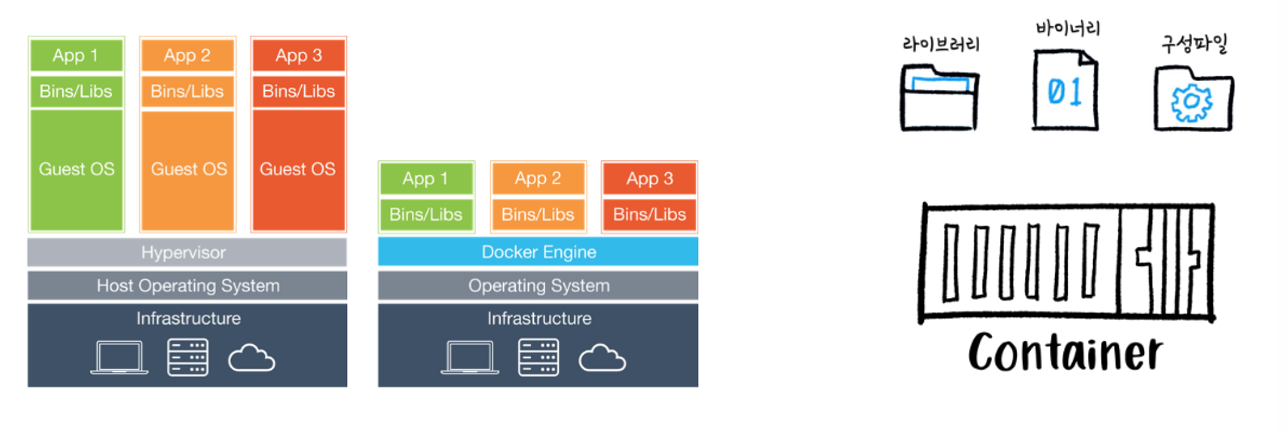 App 1
App 2
App 3
Bins/Libs
Bins/Libs
Bins/Libs
Guest OS
Guest OS
Guest OS
Hypervisor
Host Operating System
Infrastructure
App 1
App 2
App 3
Bins/Libs
Bins/Libs
Bins/Libs
Docker Engine
Operating System
Infrastructure
라이브러리
바이너리
구성파일
01
Container